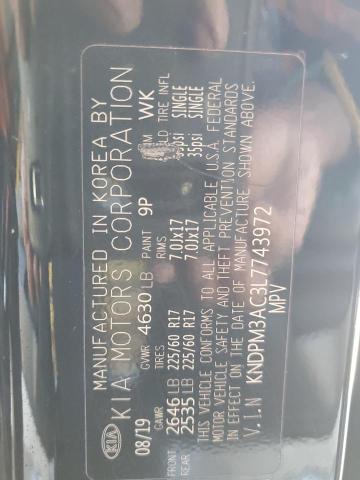 KIA
MANUFACTURED IN KOREA BY
KIA MOTORS CORPORATION
08/19 GVWR 4630 LB PAINT 9P WK
GAWR TIRES TIRE INFL
FRONT 2646 LB 225/60 R17 7.0Jx17 35psi SINGLE
REAR 2535 LB 225/60 R17 7.0Jx17 35psi SINGLE
THIS VEHICLE CONFORMS TO ALL APPLICABLE U.S.A. FEDERAL
MOTOR VEHICLE SAFETY AND THEFT PREVENTION STANDARDS
IN EFFECT ON THE DATE OF MANUFACTURE SHOWN ABOVE.
V.I.N KNDPM3AC3L7743972
MPV